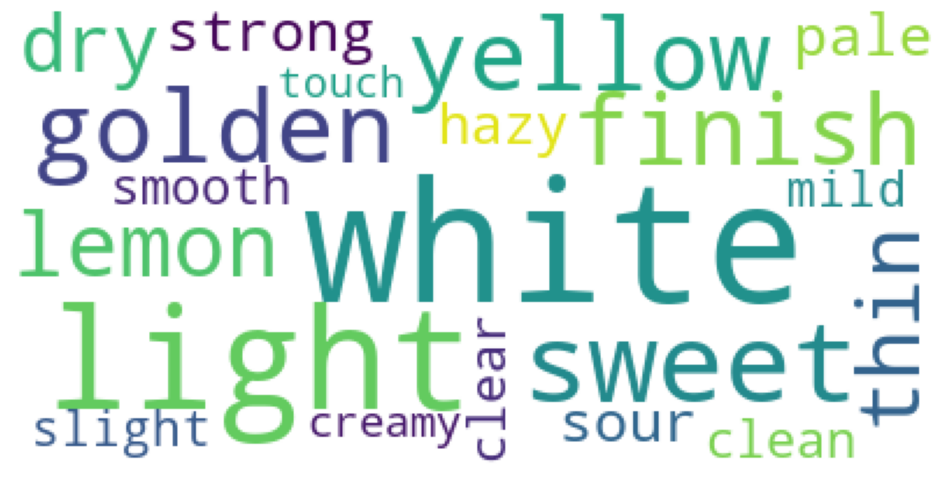 dry strong yellow pale
touch
golden hazy finish
smooth mild
lemon white thin
light clear sweet
slight creamy sour clean